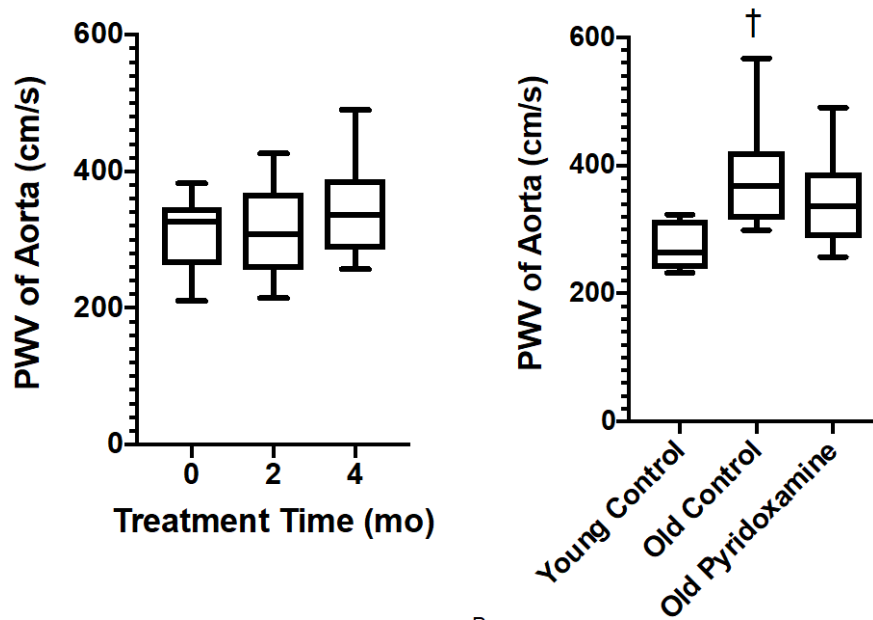 PWV of Aorta (cm/s)
600
400
200
0
0 2 4
Treatment Time (mo)
†
PWV of Aorta (cm/s)
600
400
200
0
Young Control
Old Control
Old Pyridoxamine